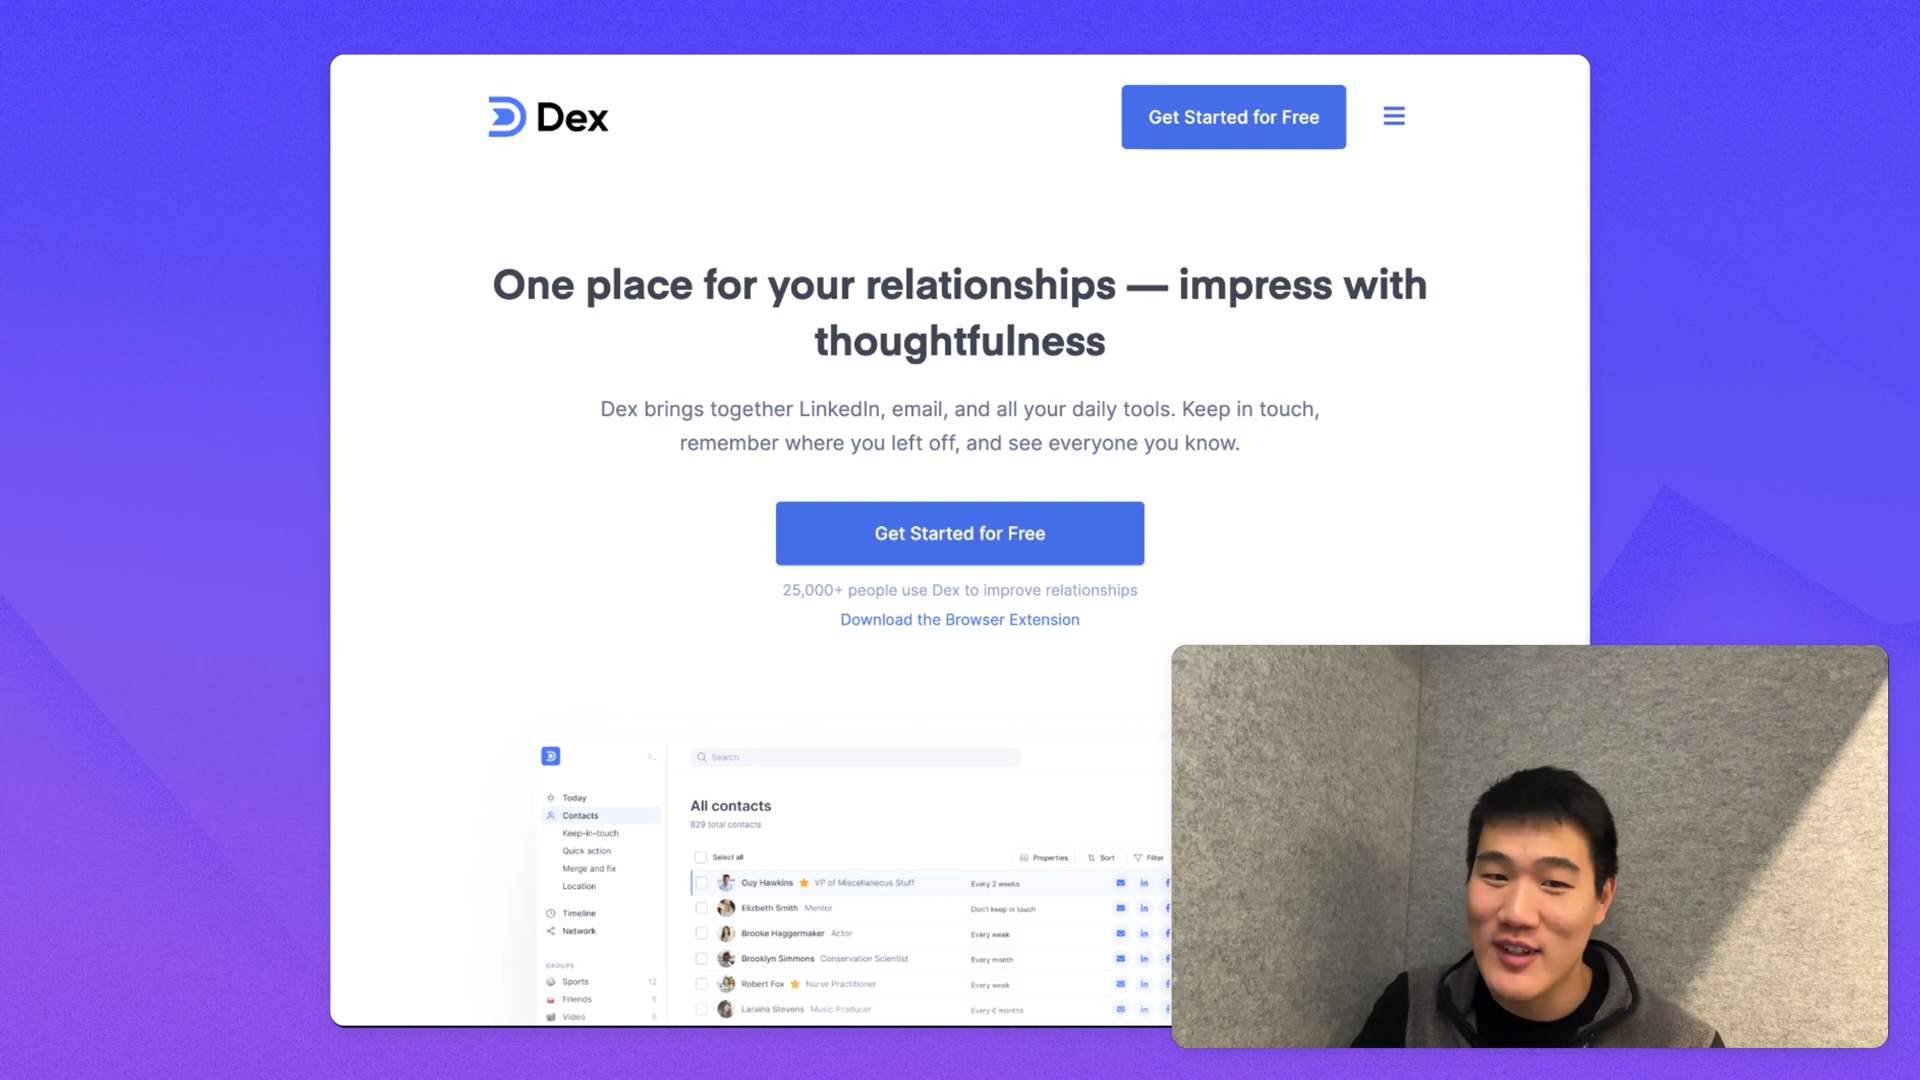 Dex
Get Started for Free
One place for your relationships — impress with
thoughtfulness
Dex brings together LinkedIn, email, and all your daily tools. Keep in touch,
remember where you left off, and see everyone you know.
Get Started for Free
25,000+ people use Dex to improve relationships
Download the Browser Extension
Search
Today
Contacts
Keep-in-touch
Quick action
Merge and fix
Location
Timeline
Network
GROUPS
Sports 12
Friends 5
Video 8
All contacts
829 total contacts
Select all
Properties
Sort
Filter
Guy Hawkins VP of Miscellaneous Stuff Every 2 weeks
Elizbeth Smith Mentor Don't keep in touch
Brooke Haggermaker Actor Every week
Brooklyn Simmons Conservation Scientist Every month
Robert Fox Nurse Practitioner Every week
Laraina Stevens Music Producer Every 6 months